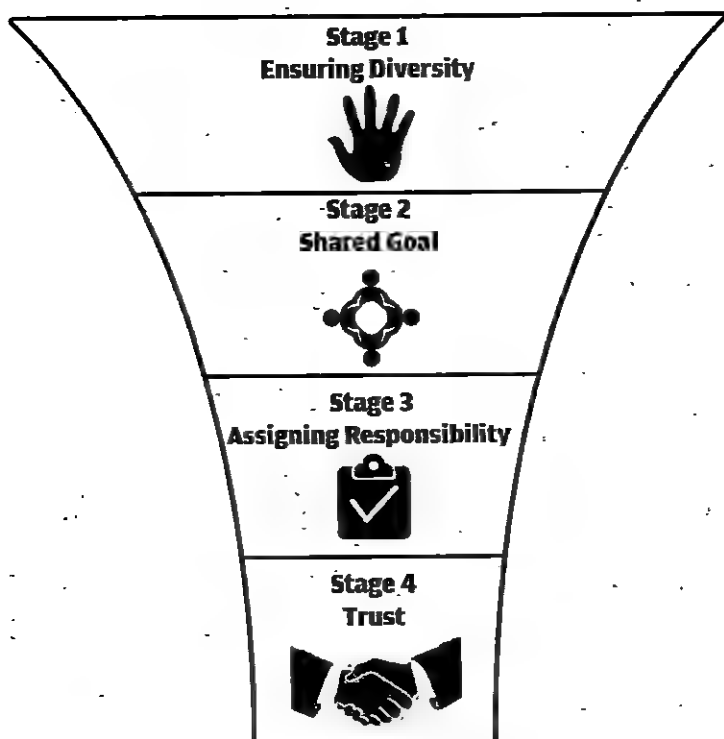 Stage 1
Ensuring Diversity
Stage 2
Shared Goal
Stage 3
Assigning Responsibility
Stage 4
Trust